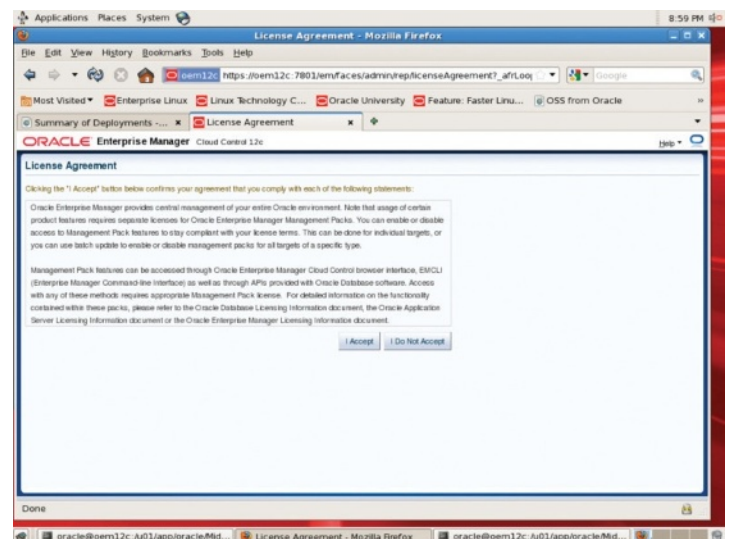 Applications Places System 8:59 PM
License Agreement - Mozilla Firefox
File Edit View History Bookmarks Tools Help
oem12c https://oem12c:7801/em/faces/admin/rep/licenseAgreement?_afrLoop Google
Most Visited Enterprise Linux Linux Technology C... Oracle University Feature: Faster Linu... OSS from Oracle »
Summary of Deployments -... License Agreement
ORACLE Enterprise Manager Cloud Control 12c Help
License Agreement
Clicking the "I Accept" button below confirms your agreement that you comply with each of the following statements:
Oracle Enterprise Manager provides central management of your entire Oracle environment. Note that usage of certain
product features requires separate licenses for Oracle Enterprise Manager Management Packs. You can enable or disable
access to Management Pack features to stay compliant with your license terms. This can be done for individual targets, or
you can use batch update to enable or disable management packs for all targets of a specific type.
Management Pack features can be accessed through Oracle Enterprise Manager Cloud Control browser interface, EMCLI
(Enterprise Manager Command-line Interface) as well as through APIs provided with Oracle Database software. Access
with any of these methods requires appropriate Management Pack license. For detailed information on the functionality
contained within these packs, please refer to the Oracle Database Licensing Information document, the Oracle Application
Server Licensing Information document or the Oracle Enterprise Manager Licensing Information document.
I Accept I Do Not Accept
Done
oracle@oem12c:/u01/app/oracle/Mid... License Agreement - Mozilla Firefox oracle@oem12c:/u01/app/oracle/Mid...